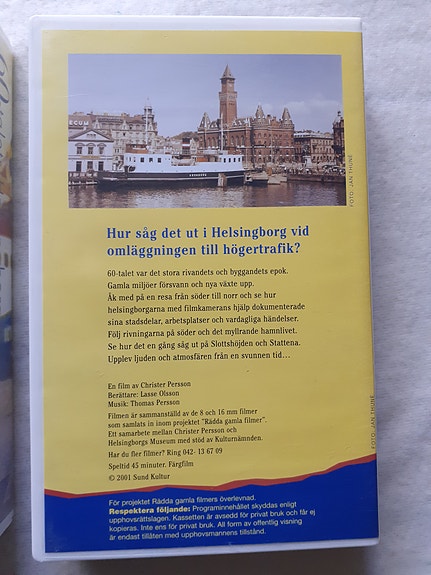 FOTO: JAN THUNE
Hur såg det ut i Helsingborg vid
omläggningen till högertrafik?
60-talet var det stora rivandets och byggandets epok.
Gamla miljöer försvann och nya växte upp.
Åk med på en resa från söder till norr och se hur
helsingborgarna med filmkamerans hjälp dokumenterade
sina stadsdelar, arbetsplatser och vardagliga händelser.
Följ rivningarna på söder och det myllrande hamnlivet.
Se hur det en gång såg ut på Slottshöjden och Stattena.
Upplev ljuden och atmosfären från en svunnen tid...
En film av Christer Persson
Berättare: Lasse Olsson
Musik: Thomas Persson
Filmen är sammanställd av de 8 och 16 mm filmer
som samlats in inom projektet "Rädda gamla filmer".
Ett samarbete mellan Christer Persson och
Helsingborgs Museum med stöd av Kulturnämnden.
Har du fler filmer? Ring 042- 13 67 09
Speltid 45 minuter. Färgfilm
© 2001 Sund Kultur
FOTO: JAN THUNE
För projektet Rädda gamla filmers överlevnad.
Respektera följande: Programinnehållet skyddas enligt
upphovsrättslagen. Kassetten är avsedd för privat bruk och får ej
kopieras. Inte ens för privat bruk. All form av offentlig visning
är endast tillåten med upphovsmannens tillstånd.